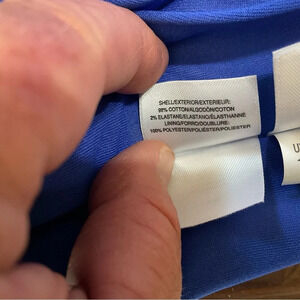 SHELL/EXTERIOR/EXTERIEUR:
98% COTTON/ALGODÓN/COTON
2% ELASTANE/ELASTANO/ÉLASTHANNE
LINING/FORRO/DOUBLURE:
100% POLYESTER/POLIÉSTER/POLYESTER